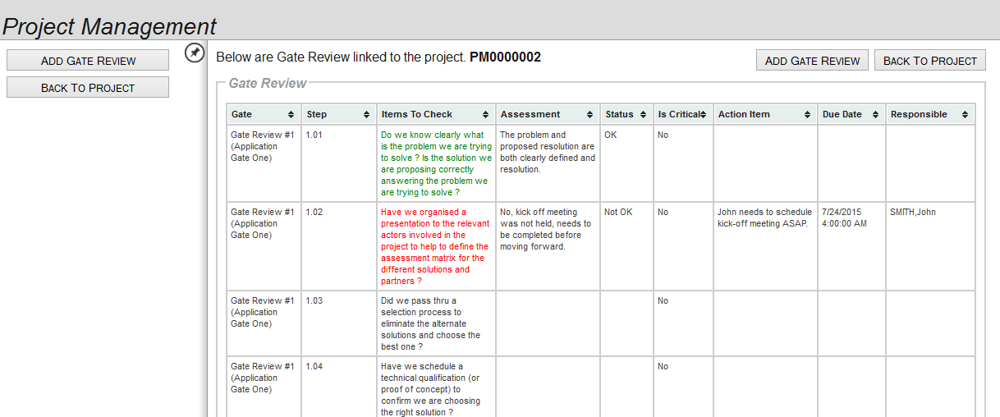 Project Management
ADD GATE REVIEW
BACK TO PROJECT
Below are Gate Review linked to the project. PM0000002
ADD GATE REVIEW
BACK TO PROJECT
Gate Review
Gate
Step
Items To Check
Assessment
Status
Is Critical
Action Item
Due Date
Responsible
Gate Review #1
(Application
Gate One)
1.01
Do we know clearly what
is the problem we are trying
to solve ? Is the solution we
are proposing correctly
answering the problem we
are trying to solve ?
The problem and
proposed resolution are
both clearly defined and
resolution.
OK
No
Gate Review #1
(Application
Gate One)
1.02
Have we organised a
presentation to the relevant
actors involved in the
project to help to define the
assessment matrix for the
different solutions and
partners ?
No, kick off meeting
was not held, needs to
be completed before
moving forward.
Not OK
No
John needs to schedule
kick-off meeting ASAP.
7/24/2015
4:00:00 AM
SMITH,John
Gate Review #1
(Application
Gate One)
1.03
Did we pass thru a
selection process to
eliminate the alternate
solutions and choose the
best one ?
No
Gate Review #1
(Application
Gate One)
1.04
Have we schedule a
technical qualification (or
proof of concept) to
confirm we are choosing
the right solution ?
No